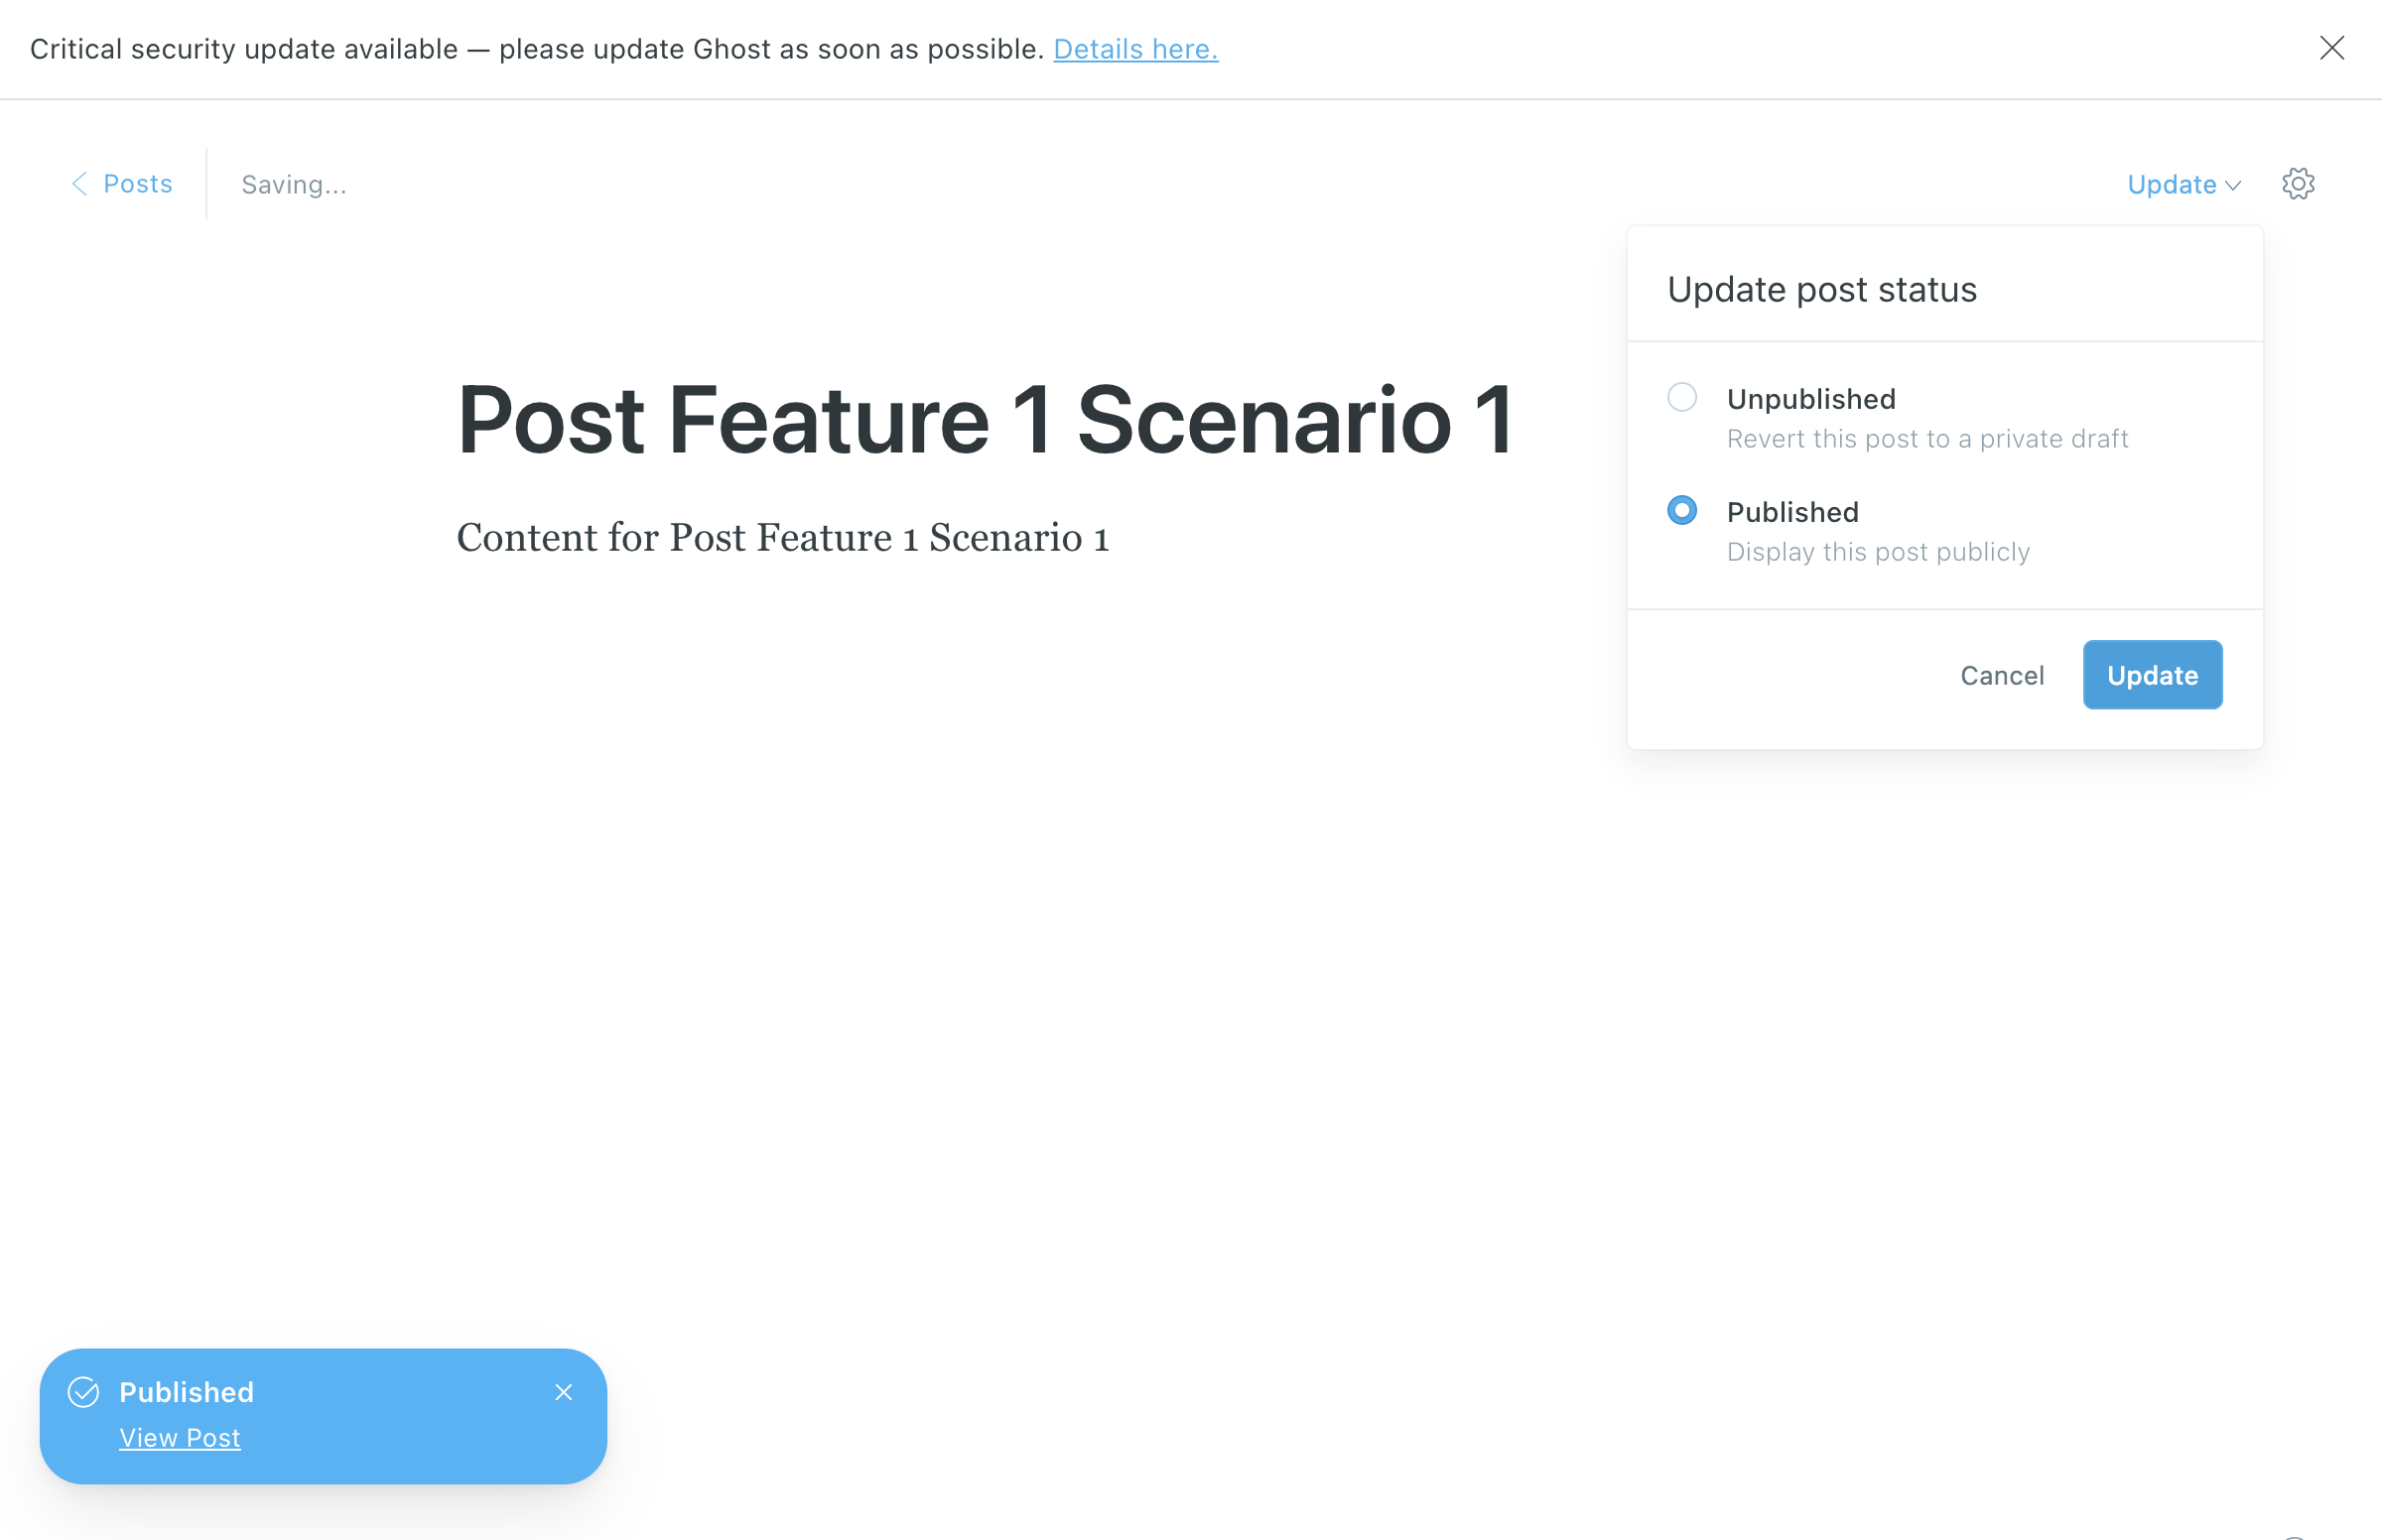 Critical security update available — please update Ghost as soon as possible. Details here.
Posts
Saving...
Update
Update post status
Unpublished
Revert this post to a private draft
Published
Display this post publicly
Cancel
Update
Post Feature 1 Scenario 1
Content for Post Feature 1 Scenario 1
Published
View Post